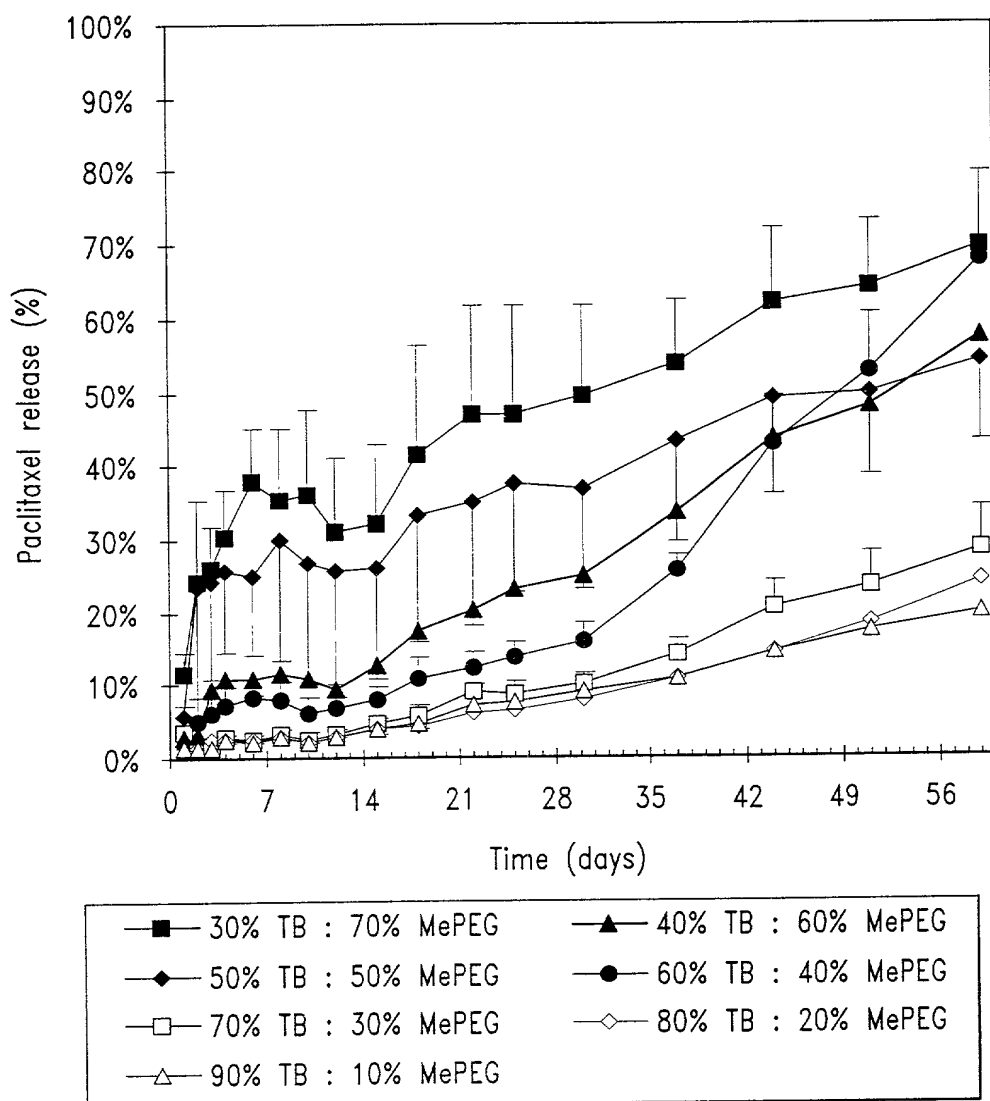 100%
90%
80%
70%
60%
50%
40%
30%
20%
10%
0%
Paclitaxel release (%)
0 7 14 21 28 35 42 49 56
Time (days)
30% TB : 70% MePEG
40% TB : 60% MePEG
50% TB : 50% MePEG
60% TB : 40% MePEG
70% TB : 30% MePEG
80% TB : 20% MePEG
90% TB : 10% MePEG